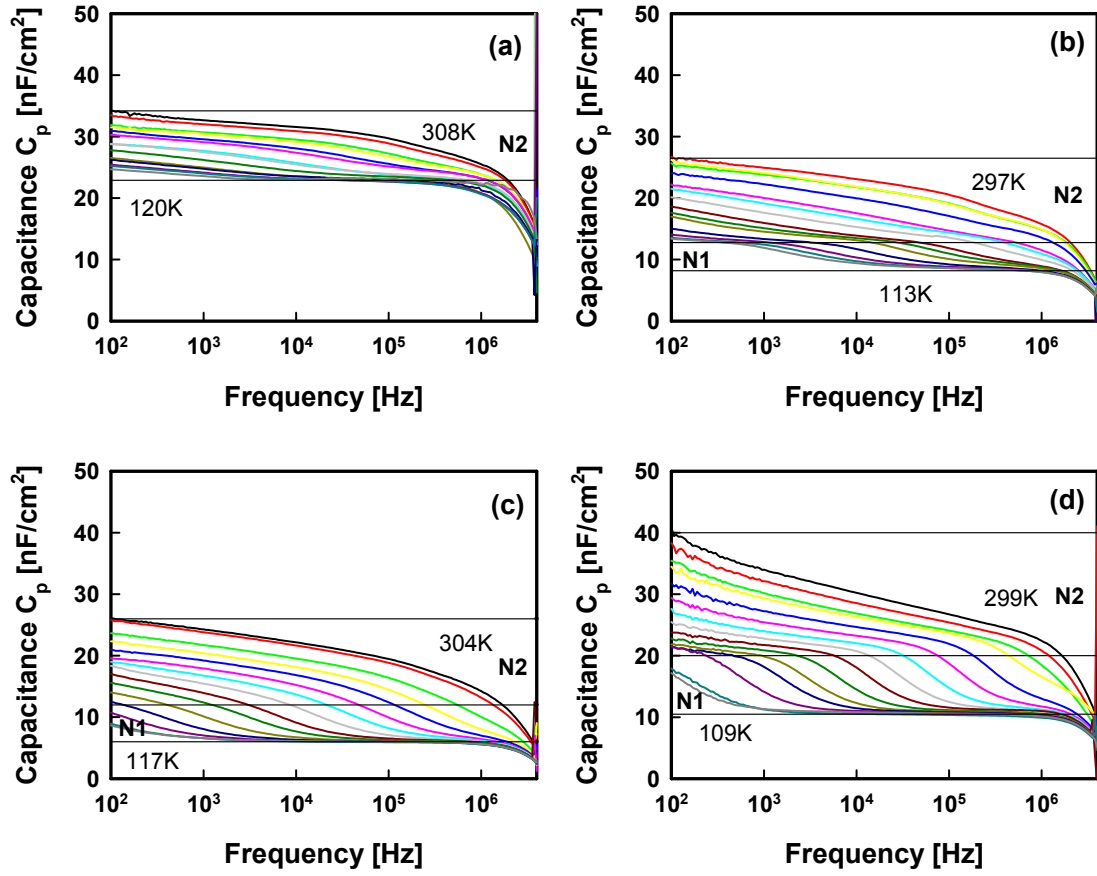 50
40
30
20
10
0
Capacitance Cp [nF/cm²]
(a)
308K
N2
120K
10² 10³ 10⁴ 10⁵ 10⁶
Frequency [Hz]
50
40
30
20
10
0
Capacitance Cp [nF/cm²]
(b)
297K
N2
N1
113K
10² 10³ 10⁴ 10⁵ 10⁶
Frequency [Hz]
50
40
30
20
10
0
Capacitance Cp [nF/cm²]
(c)
304K
N2
N1
117K
10² 10³ 10⁴ 10⁵ 10⁶
Frequency [Hz]
50
40
30
20
10
0
Capacitance Cp [nF/cm²]
(d)
299K
N2
N1
109K
10² 10³ 10⁴ 10⁵ 10⁶
Frequency [Hz]